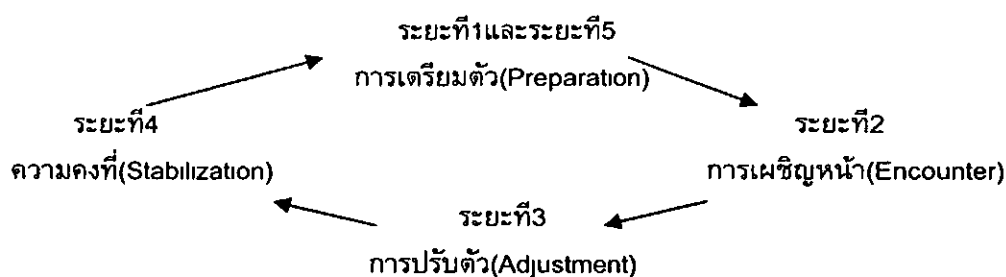 ระยะที่1และระยะที่5
การเตรียมตัว(Preparation)
ระยะที่4
ความคงที่(Stabilization)
ระยะที่2
การเผชิญหน้า(Encounter)
ระยะที่3
การปรับตัว(Adjustment)